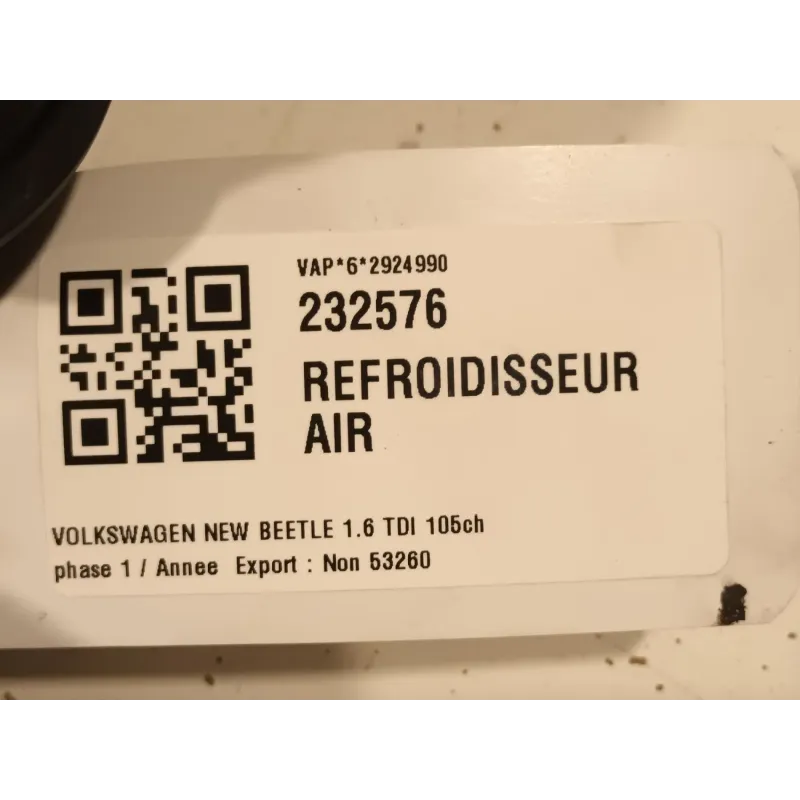 VAP*6*2924990
232576
REFROIDISSEUR
AIR
VOLKSWAGEN NEW BEETLE 1.6 TDI 105ch
phase 1 / Annee Export : Non 53260